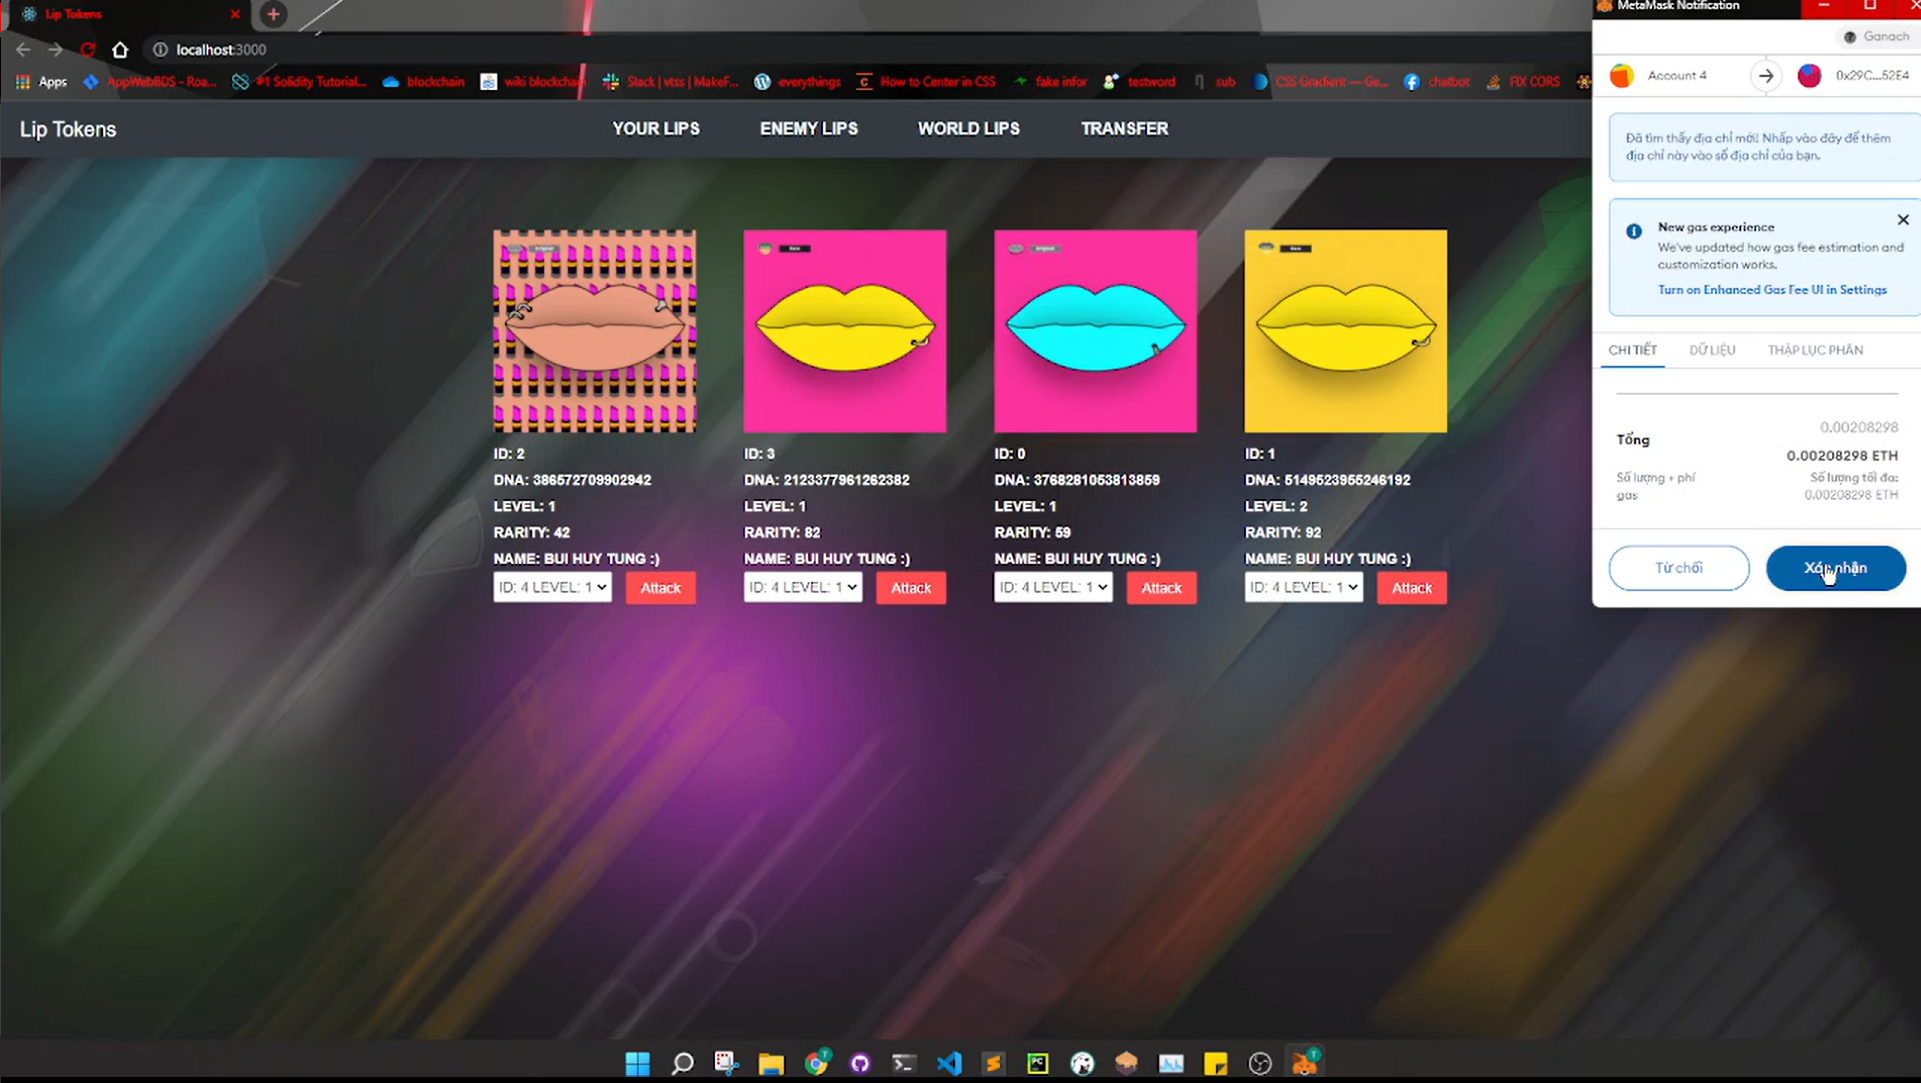 Lip Tokens
MetaMask Notification
localhost:3000
Ganach
Apps
AppWebBDS - Roa...
#1 Solidity Tutorial...
blockchain
wiki blockchain
Slack | vtss | MakeF...
everythings
How to Center in CSS
fake infor
testword
sub
CSS Gradient — Ge...
chatbot
FIX CORS
Account 4
0x29C...52E4
Lip Tokens
YOUR LIPS
ENEMY LIPS
WORLD LIPS
TRANSFER
Đã tìm thấy địa chỉ mới! Nhấp vào đây để thêm
địa chỉ này vào sổ địa chỉ của bạn.
New gas experience
We've updated how gas fee estimation and
customization works.
Turn on Enhanced Gas Fee UI in Settings
CHI TIẾT
DỮ LIỆU
THẬP LỤC PHÂN
0.00208298
Tổng
0.00208298 ETH
Số lượng + phí
gas
Số lượng tối đa:
0.00208298 ETH
Từ chối
Xác nhận
ID: 2
DNA: 386572709902942
LEVEL: 1
RARITY: 42
NAME: BUI HUY TUNG :)
ID: 4 LEVEL: 1
Attack
ID: 3
DNA: 2123377961262382
LEVEL: 1
RARITY: 82
NAME: BUI HUY TUNG :)
ID: 4 LEVEL: 1
Attack
ID: 0
DNA: 3768281053813859
LEVEL: 1
RARITY: 59
NAME: BUI HUY TUNG :)
ID: 4 LEVEL: 1
Attack
ID: 1
DNA: 5149523955246192
LEVEL: 2
RARITY: 92
NAME: BUI HUY TUNG :)
ID: 4 LEVEL: 1
Attack